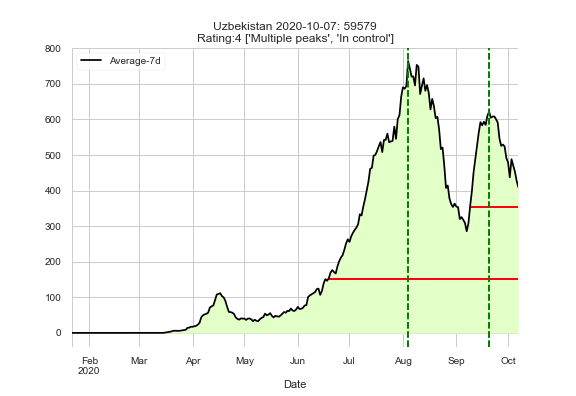 Uzbekistan 2020-10-07: 59579
Rating:4 ['Multiple peaks', 'In control']
800
Average-7d
700
600
500
400
300
200
100
0
Feb Mar Apr May Jun Jul Aug Sep Oct
2020
Date